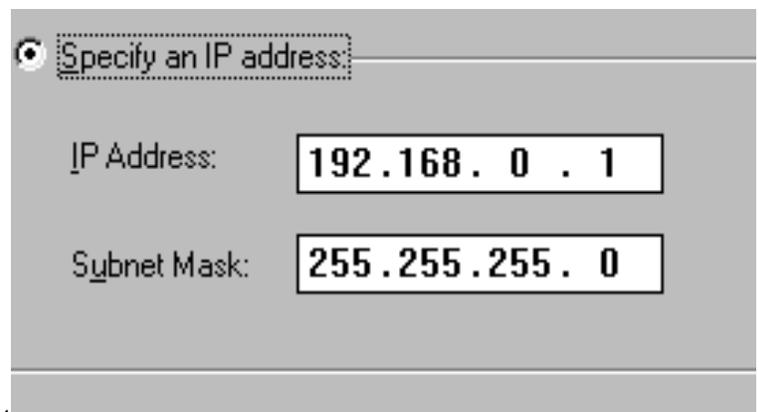 Specify an IP address:
IP Address: 192.168. 0 . 1
Subnet Mask: 255.255.255. 0